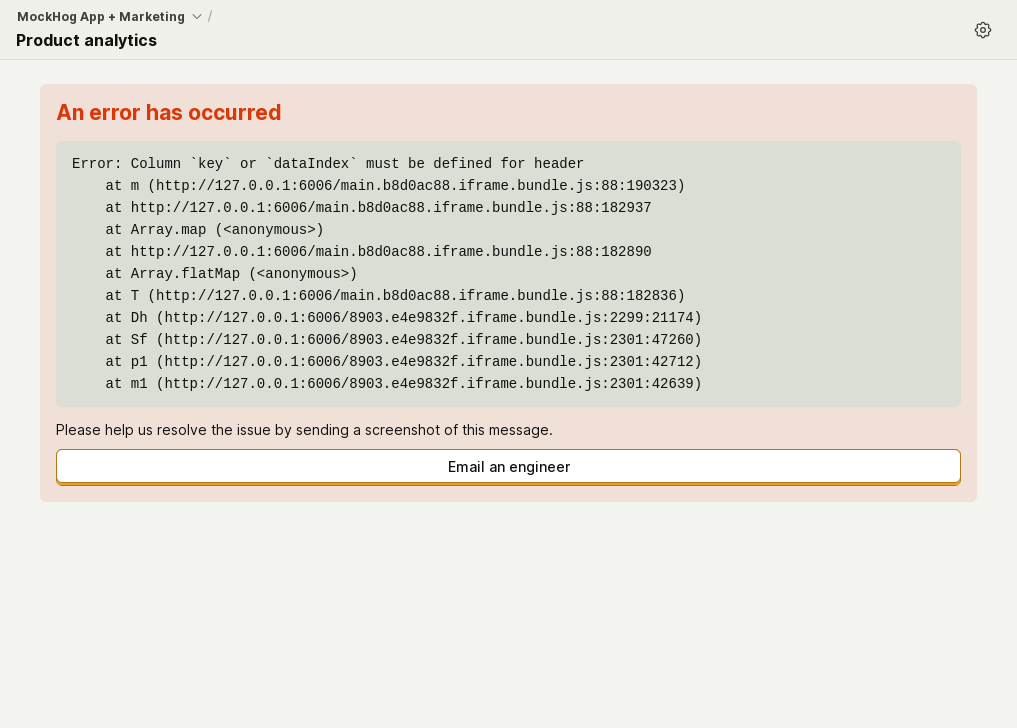 MockHog App + Marketing /
Product analytics
An error has occurred
Error: Column `key` or `dataIndex` must be defined for header
at m (http://127.0.0.1:6006/main.b8d0ac88.iframe.bundle.js:88:190323)
at http://127.0.0.1:6006/main.b8d0ac88.iframe.bundle.js:88:182937
at Array.map (<anonymous>)
at http://127.0.0.1:6006/main.b8d0ac88.iframe.bundle.js:88:182890
at Array.flatMap (<anonymous>)
at T (http://127.0.0.1:6006/main.b8d0ac88.iframe.bundle.js:88:182836)
at Dh (http://127.0.0.1:6006/8903.e4e9832f.iframe.bundle.js:2299:21174)
at Sf (http://127.0.0.1:6006/8903.e4e9832f.iframe.bundle.js:2301:47260)
at p1 (http://127.0.0.1:6006/8903.e4e9832f.iframe.bundle.js:2301:42712)
at m1 (http://127.0.0.1:6006/8903.e4e9832f.iframe.bundle.js:2301:42639)
Please help us resolve the issue by sending a screenshot of this message.
Email an engineer